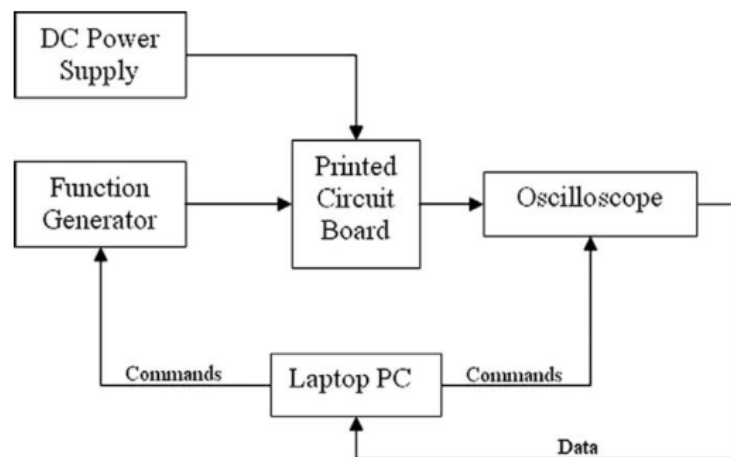 DC Power
Supply
Function
Generator
Printed
Circuit
Board
Oscilloscope
Commands
Laptop PC
Commands
Data